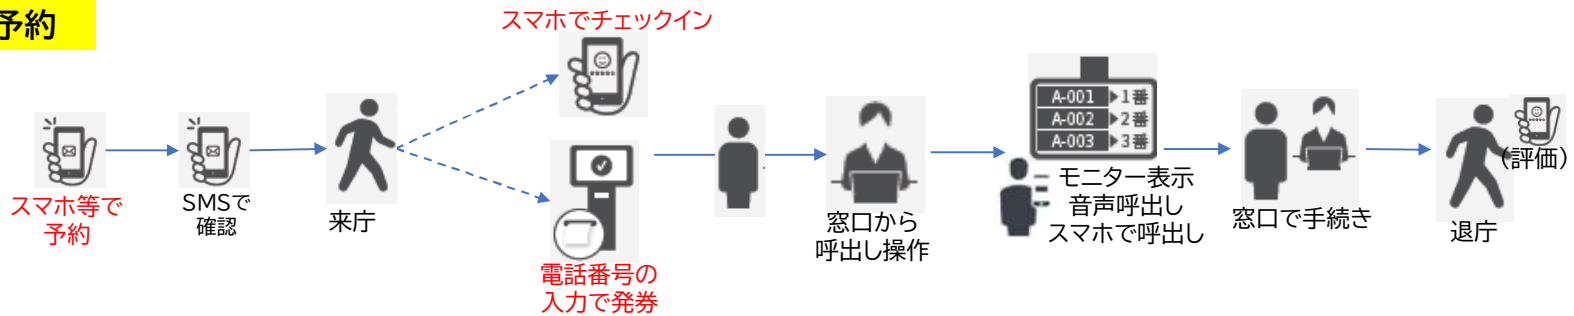 予約
スマホ等で
予約
SMSで
確認
来庁
スマホでチェックイン
電話番号の
入力で発券
窓口から
呼出し操作
A-001 ▶1番
A-002 ▶2番
A-003 ▶3番
モニター表示
音声呼出し
スマホで呼出し
窓口で手続き
(評価)
退庁